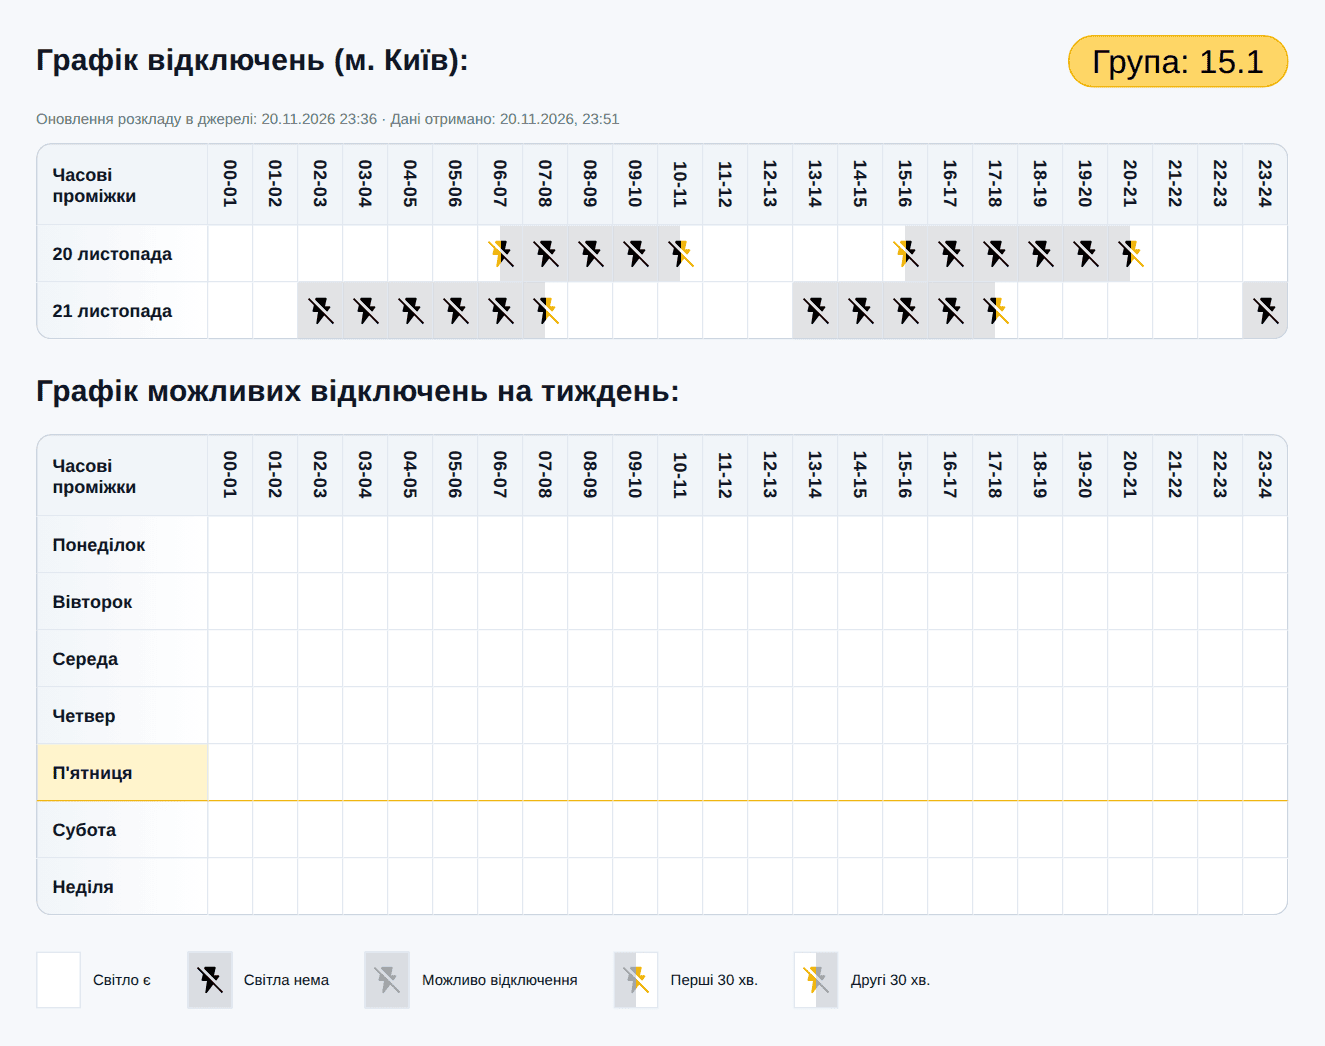 Графік відключень (м. Київ):
Група: 15.1
Оновлення розкладу в джерелі: 20.11.2026 23:36 · Дані отримано: 20.11.2026, 23:51
Часові проміжки 00-01 01-02 02-03 03-04 04-05 05-06 06-07 07-08 08-09 09-10 10-11 11-12 12-13 13-14 14-15 15-16 16-17 17-18 18-19 19-20 20-21 21-22 22-23 23-24
20 листопада
21 листопада
Графік можливих відключень на тиждень:
Часові проміжки 00-01 01-02 02-03 03-04 04-05 05-06 06-07 07-08 08-09 09-10 10-11 11-12 12-13 13-14 14-15 15-16 16-17 17-18 18-19 19-20 20-21 21-22 22-23 23-24
Понеділок
Вівторок
Середа
Четвер
П'ятниця
Субота
Неділя
Світло є Світла нема Можливо відключення Перші 30 хв. Другі 30 хв.